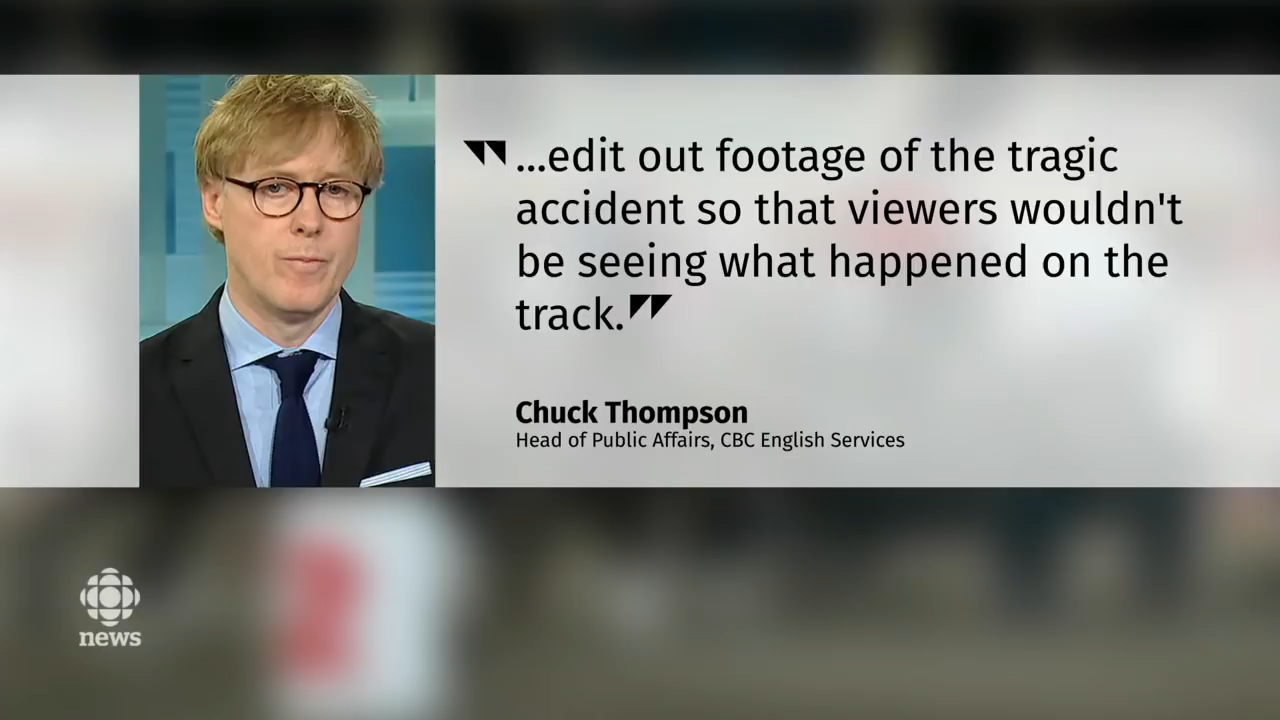 "...edit out footage of the tragic
accident so that viewers wouldn't
be seeing what happened on the
track."
Chuck Thompson
Head of Public Affairs, CBC English Services
news